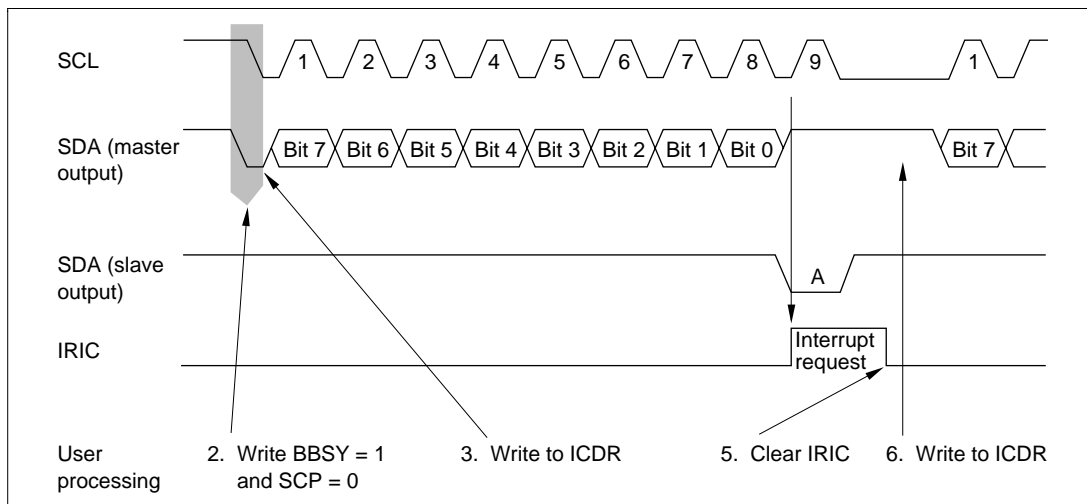 SCL
1 2 3 4 5 6 7 8 9 1
SDA (master
output)
Bit 7 Bit 6 Bit 5 Bit 4 Bit 3 Bit 2 Bit 1 Bit 0 Bit 7
SDA (slave
output)
A
IRIC
Interrupt
request
User
processing
2. Write BBSY = 1
and SCP = 0
3. Write to ICDR
5. Clear IRIC
6. Write to ICDR